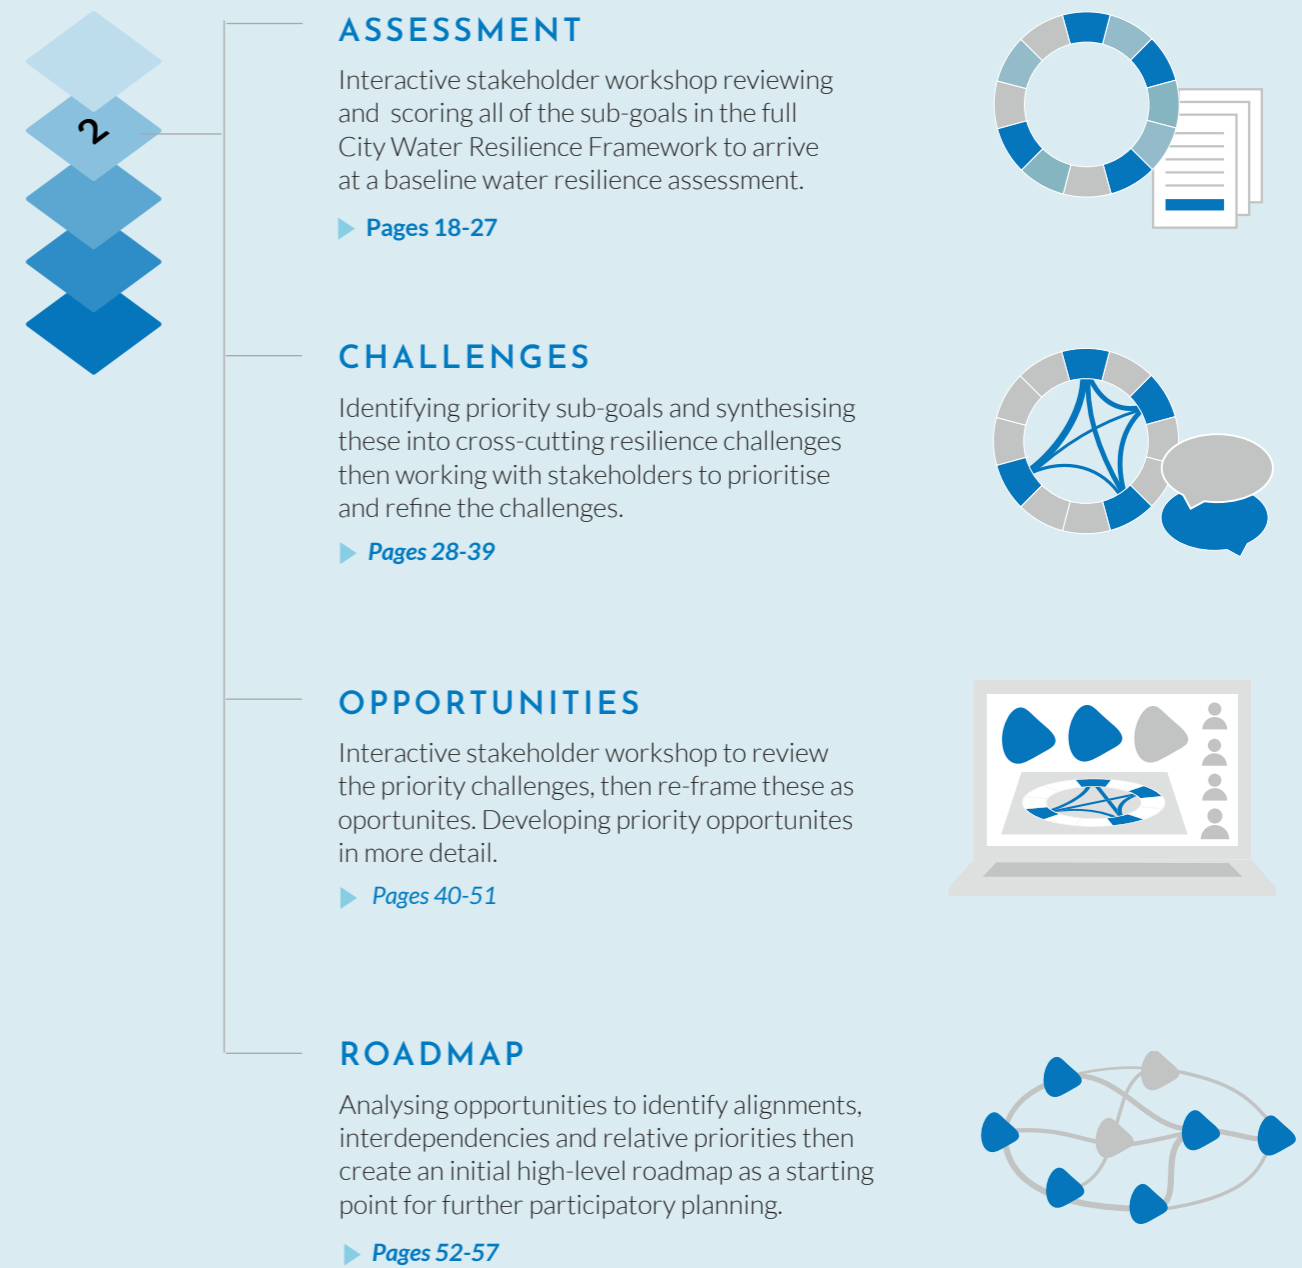 2
ASSESSMENT
Interactive stakeholder workshop reviewing
and scoring all of the sub-goals in the full
City Water Resilience Framework to arrive
at a baseline water resilience assessment.
Pages 18-27
CHALLENGES
Identifying priority sub-goals and synthesising
these into cross-cutting resilience challenges
then working with stakeholders to prioritise
and refine the challenges.
Pages 28-39
OPPORTUNITIES
Interactive stakeholder workshop to review
the priority challenges, then re-frame these as
oportunites. Developing priority opportunites
in more detail.
Pages 40-51
ROADMAP
Analysing opportunities to identify alignments,
interdependencies and relative priorities then
create an initial high-level roadmap as a starting
point for further participatory planning.
Pages 52-57